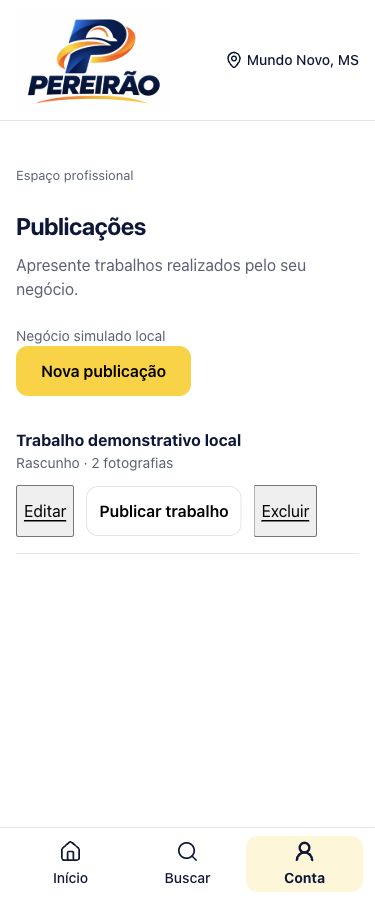 PEREIRÃO
Mundo Novo, MS
Espaço profissional
Publicações
Apresente trabalhos realizados pelo seu
negócio.
Negócio simulado local
Nova publicação
Trabalho demonstrativo local
Rascunho · 2 fotografias
Editar
Publicar trabalho
Excluir
Início
Buscar
Conta